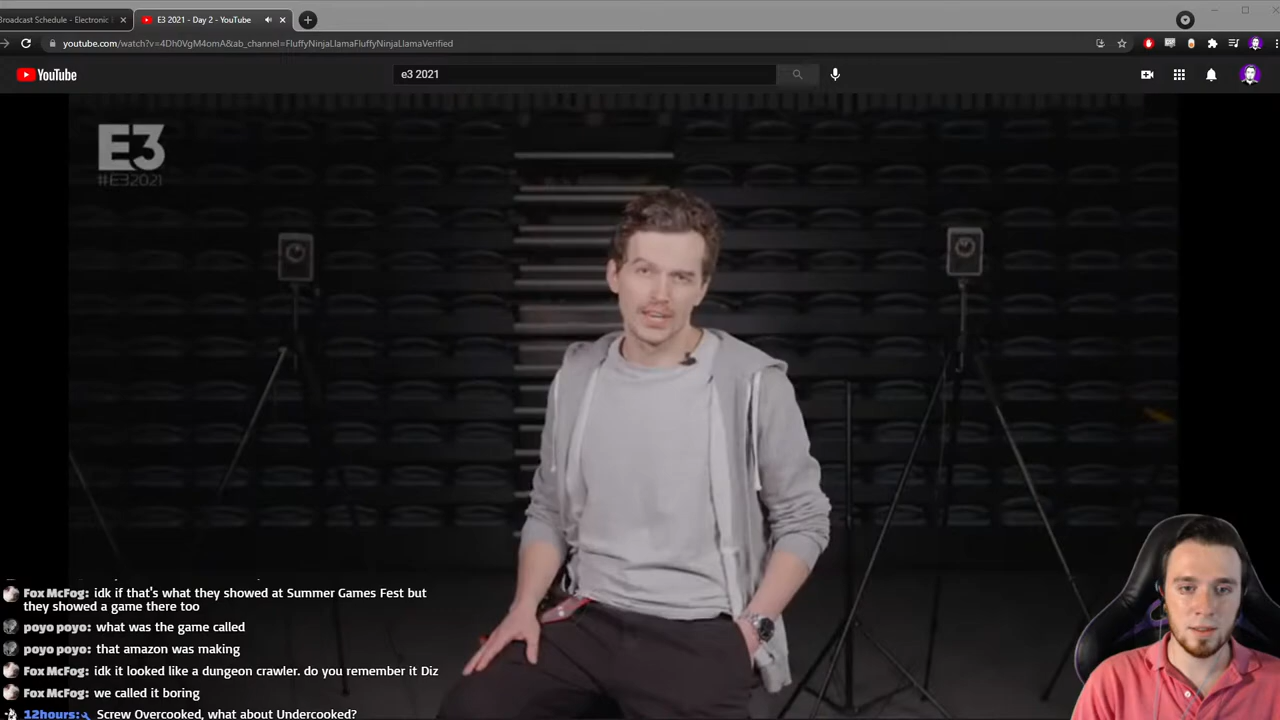 Broadcast Schedule - Electronic
E3 2021 - Day 2 - YouTube
youtube.com/watch?v=4Dh0VgM4omA&ab_channel=FluffyNinjaLlamaFluffyNinjaLlamaVerified
YouTube
e3 2021
E3
#E32021
Fox McFog: idk if that's what they showed at Summer Games Fest but
they showed a game there too
poyo poyo: what was the game called
poyo poyo: that amazon was making
Fox McFog: idk it looked like a dungeon crawler. do you remember it Diz
Fox McFog: we called it boring
12hours: Screw Overcooked, what about Undercooked?